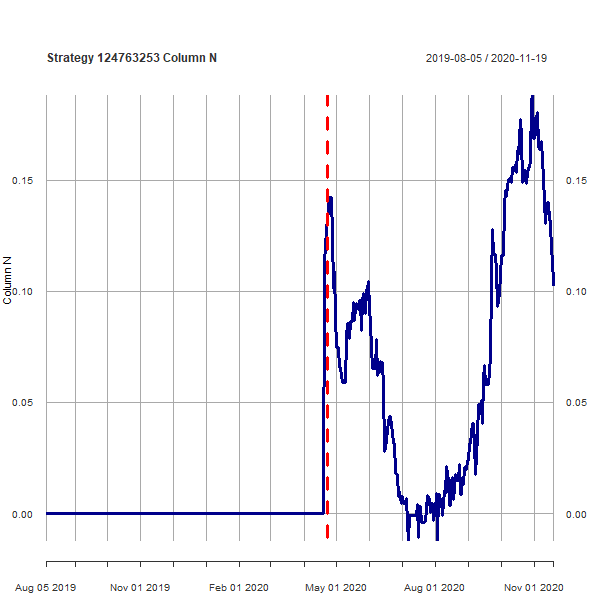 Strategy 124763253 Column N
2019-08-05 / 2020-11-19
0.15
0.15
Column N
0.10
0.10
0.05
0.05
0.00
0.00
Aug 05 2019
Nov 01 2019
Feb 01 2020
May 01 2020
Aug 01 2020
Nov 01 2020